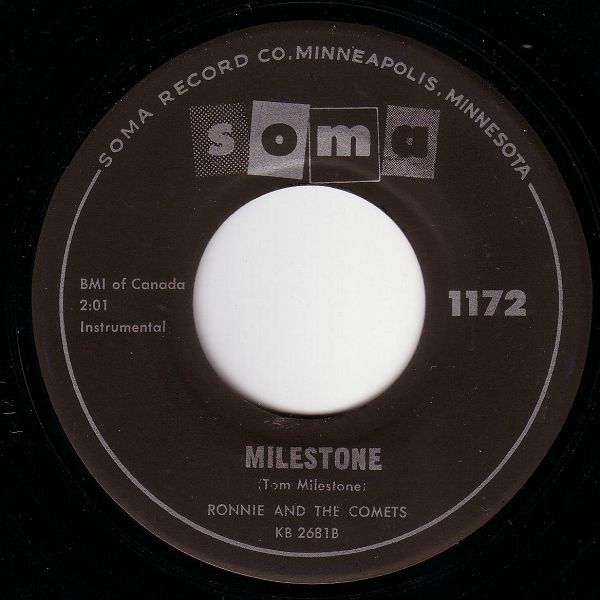 SOMA RECORD CO. MINNEAPOLIS, MINNESOTA
soma
BMI of Canada
2:01
Instrumental
1172
MILESTONE
(Tom Milestone)
RONNIE AND THE COMETS
KB 2681B